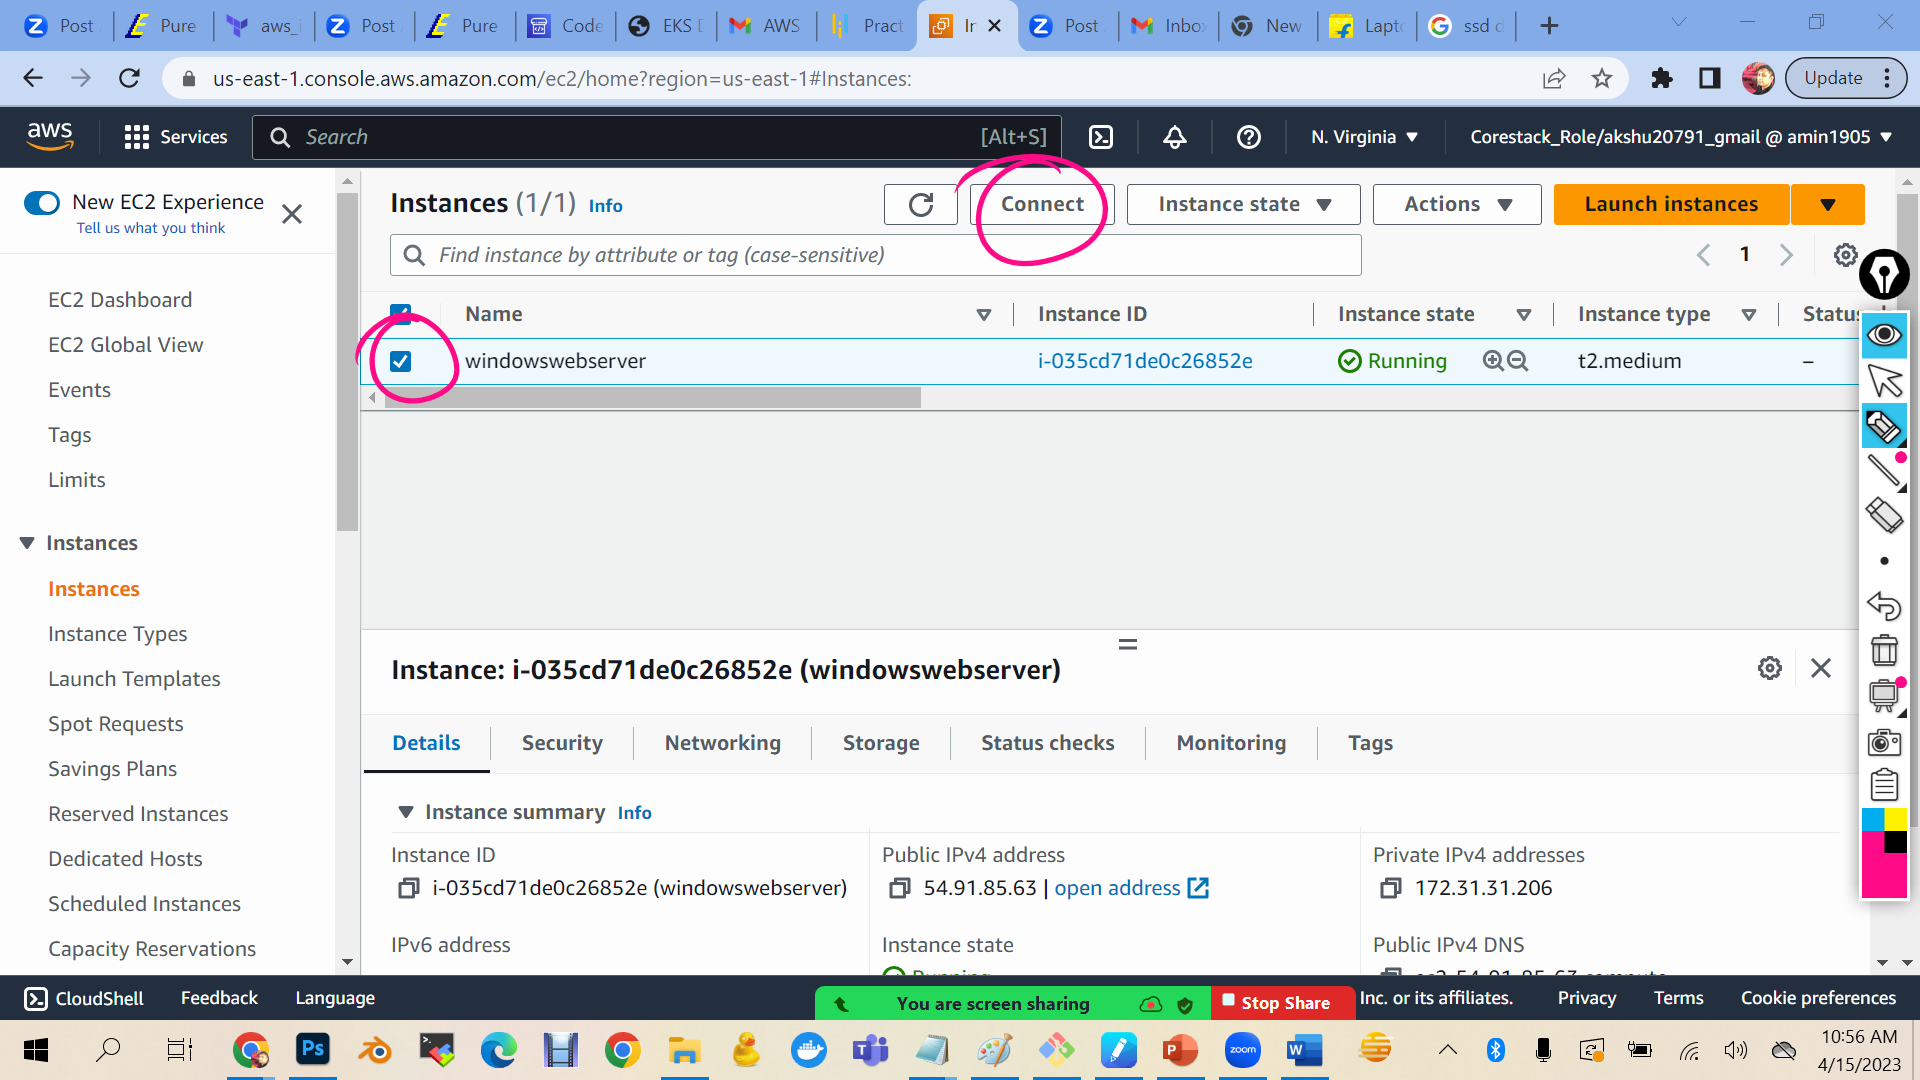 Post
Pure
aws_i
Post
Pure
Code
EKS D
AWS
Pract
In
Post
Inbo
New
Lapt
ssd d
us-east-1.console.aws.amazon.com/ec2/home?region=us-east-1#Instances:
Update
aws
Services
Search
[Alt+S]
N. Virginia
Corestack_Role/akshu20791_gmail @ amin1905
New EC2 Experience
Tell us what you think
EC2 Dashboard
EC2 Global View
Events
Tags
Limits
Instances
Instances
Instance Types
Launch Templates
Spot Requests
Savings Plans
Reserved Instances
Dedicated Hosts
Scheduled Instances
Capacity Reservations
Instances (1/1) Info
Connect
Instance state
Actions
Launch instances
Find instance by attribute or tag (case-sensitive)
1
Name
Instance ID
Instance state
Instance type
Status
windowswebserver
i-035cd71de0c26852e
Running
t2.medium
–
Instance: i-035cd71de0c26852e (windowswebserver)
Details
Security
Networking
Storage
Status checks
Monitoring
Tags
Instance summary Info
Instance ID
i-035cd71de0c26852e (windowswebserver)
Public IPv4 address
54.91.85.63 | open address
Private IPv4 addresses
172.31.31.206
IPv6 address
Instance state
Running
Public IPv4 DNS
CloudShell
Feedback
Language
You are screen sharing
Stop Share
Inc. or its affiliates.
Privacy
Terms
Cookie preferences
Ps
zoom
W
10:56 AM
4/15/2023